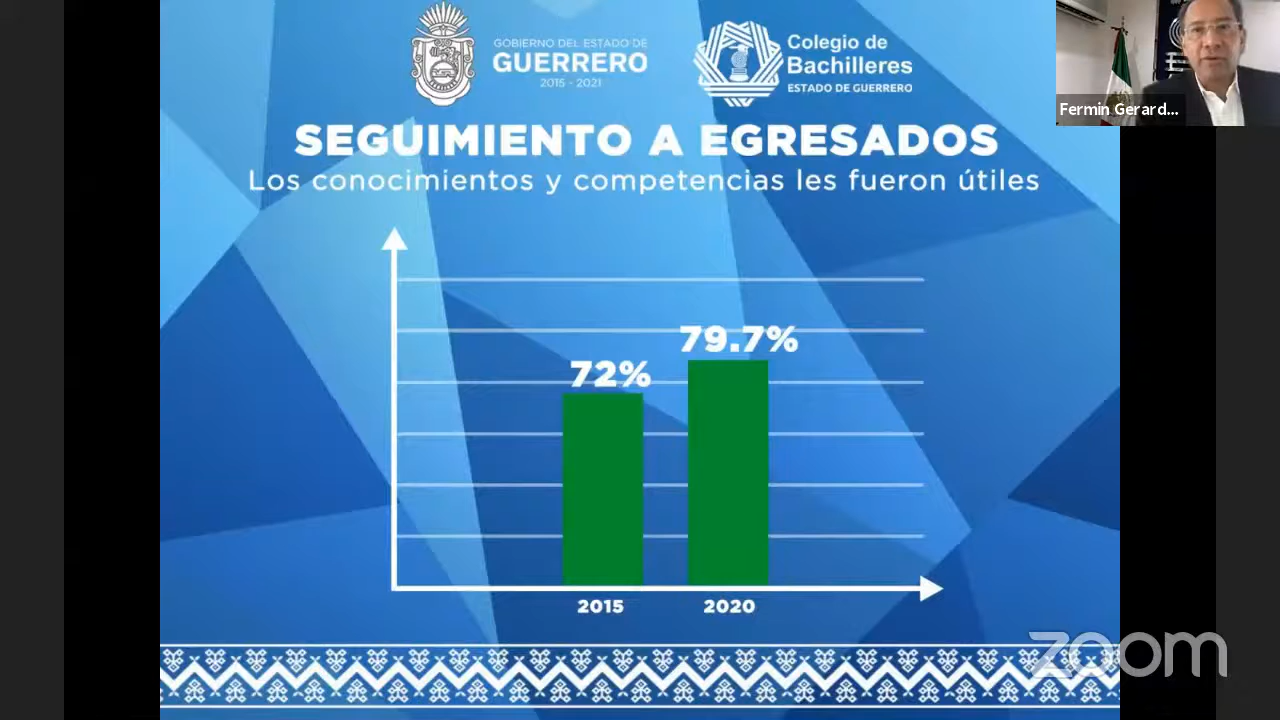 GOBIERNO DEL ESTADO DE
GUERRERO
2015 - 2021
Colegio de
Bachilleres
ESTADO DE GUERRERO
Fermin Gerard...
SEGUIMIENTO A EGRESADOS
Los conocimientos y competencias les fueron útiles
72%
79.7%
2015
2020
zoom